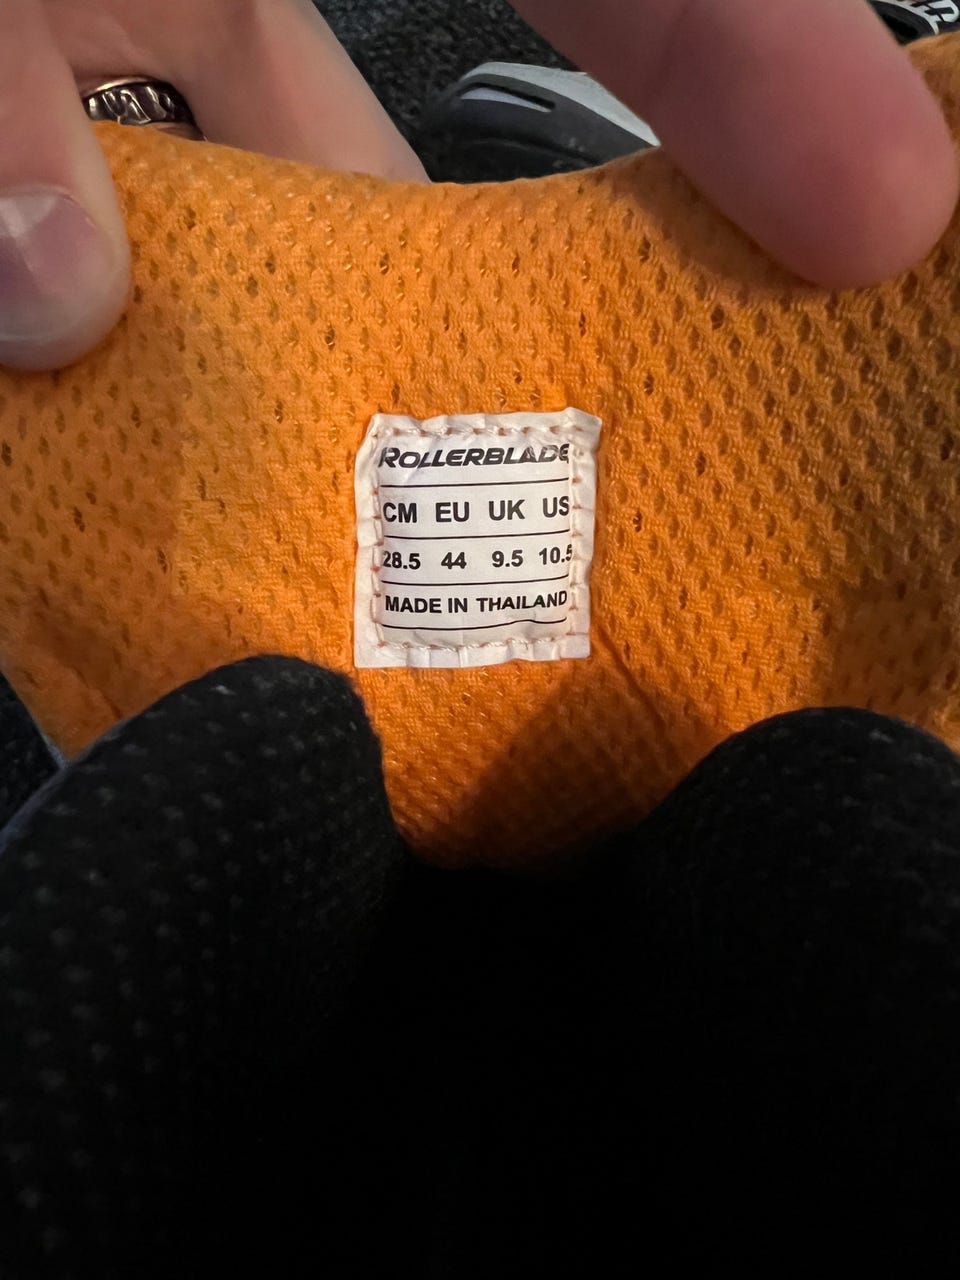 ROLLERBLADE
CM EU UK US
28.5 44 9.5 10.5
MADE IN THAILAND